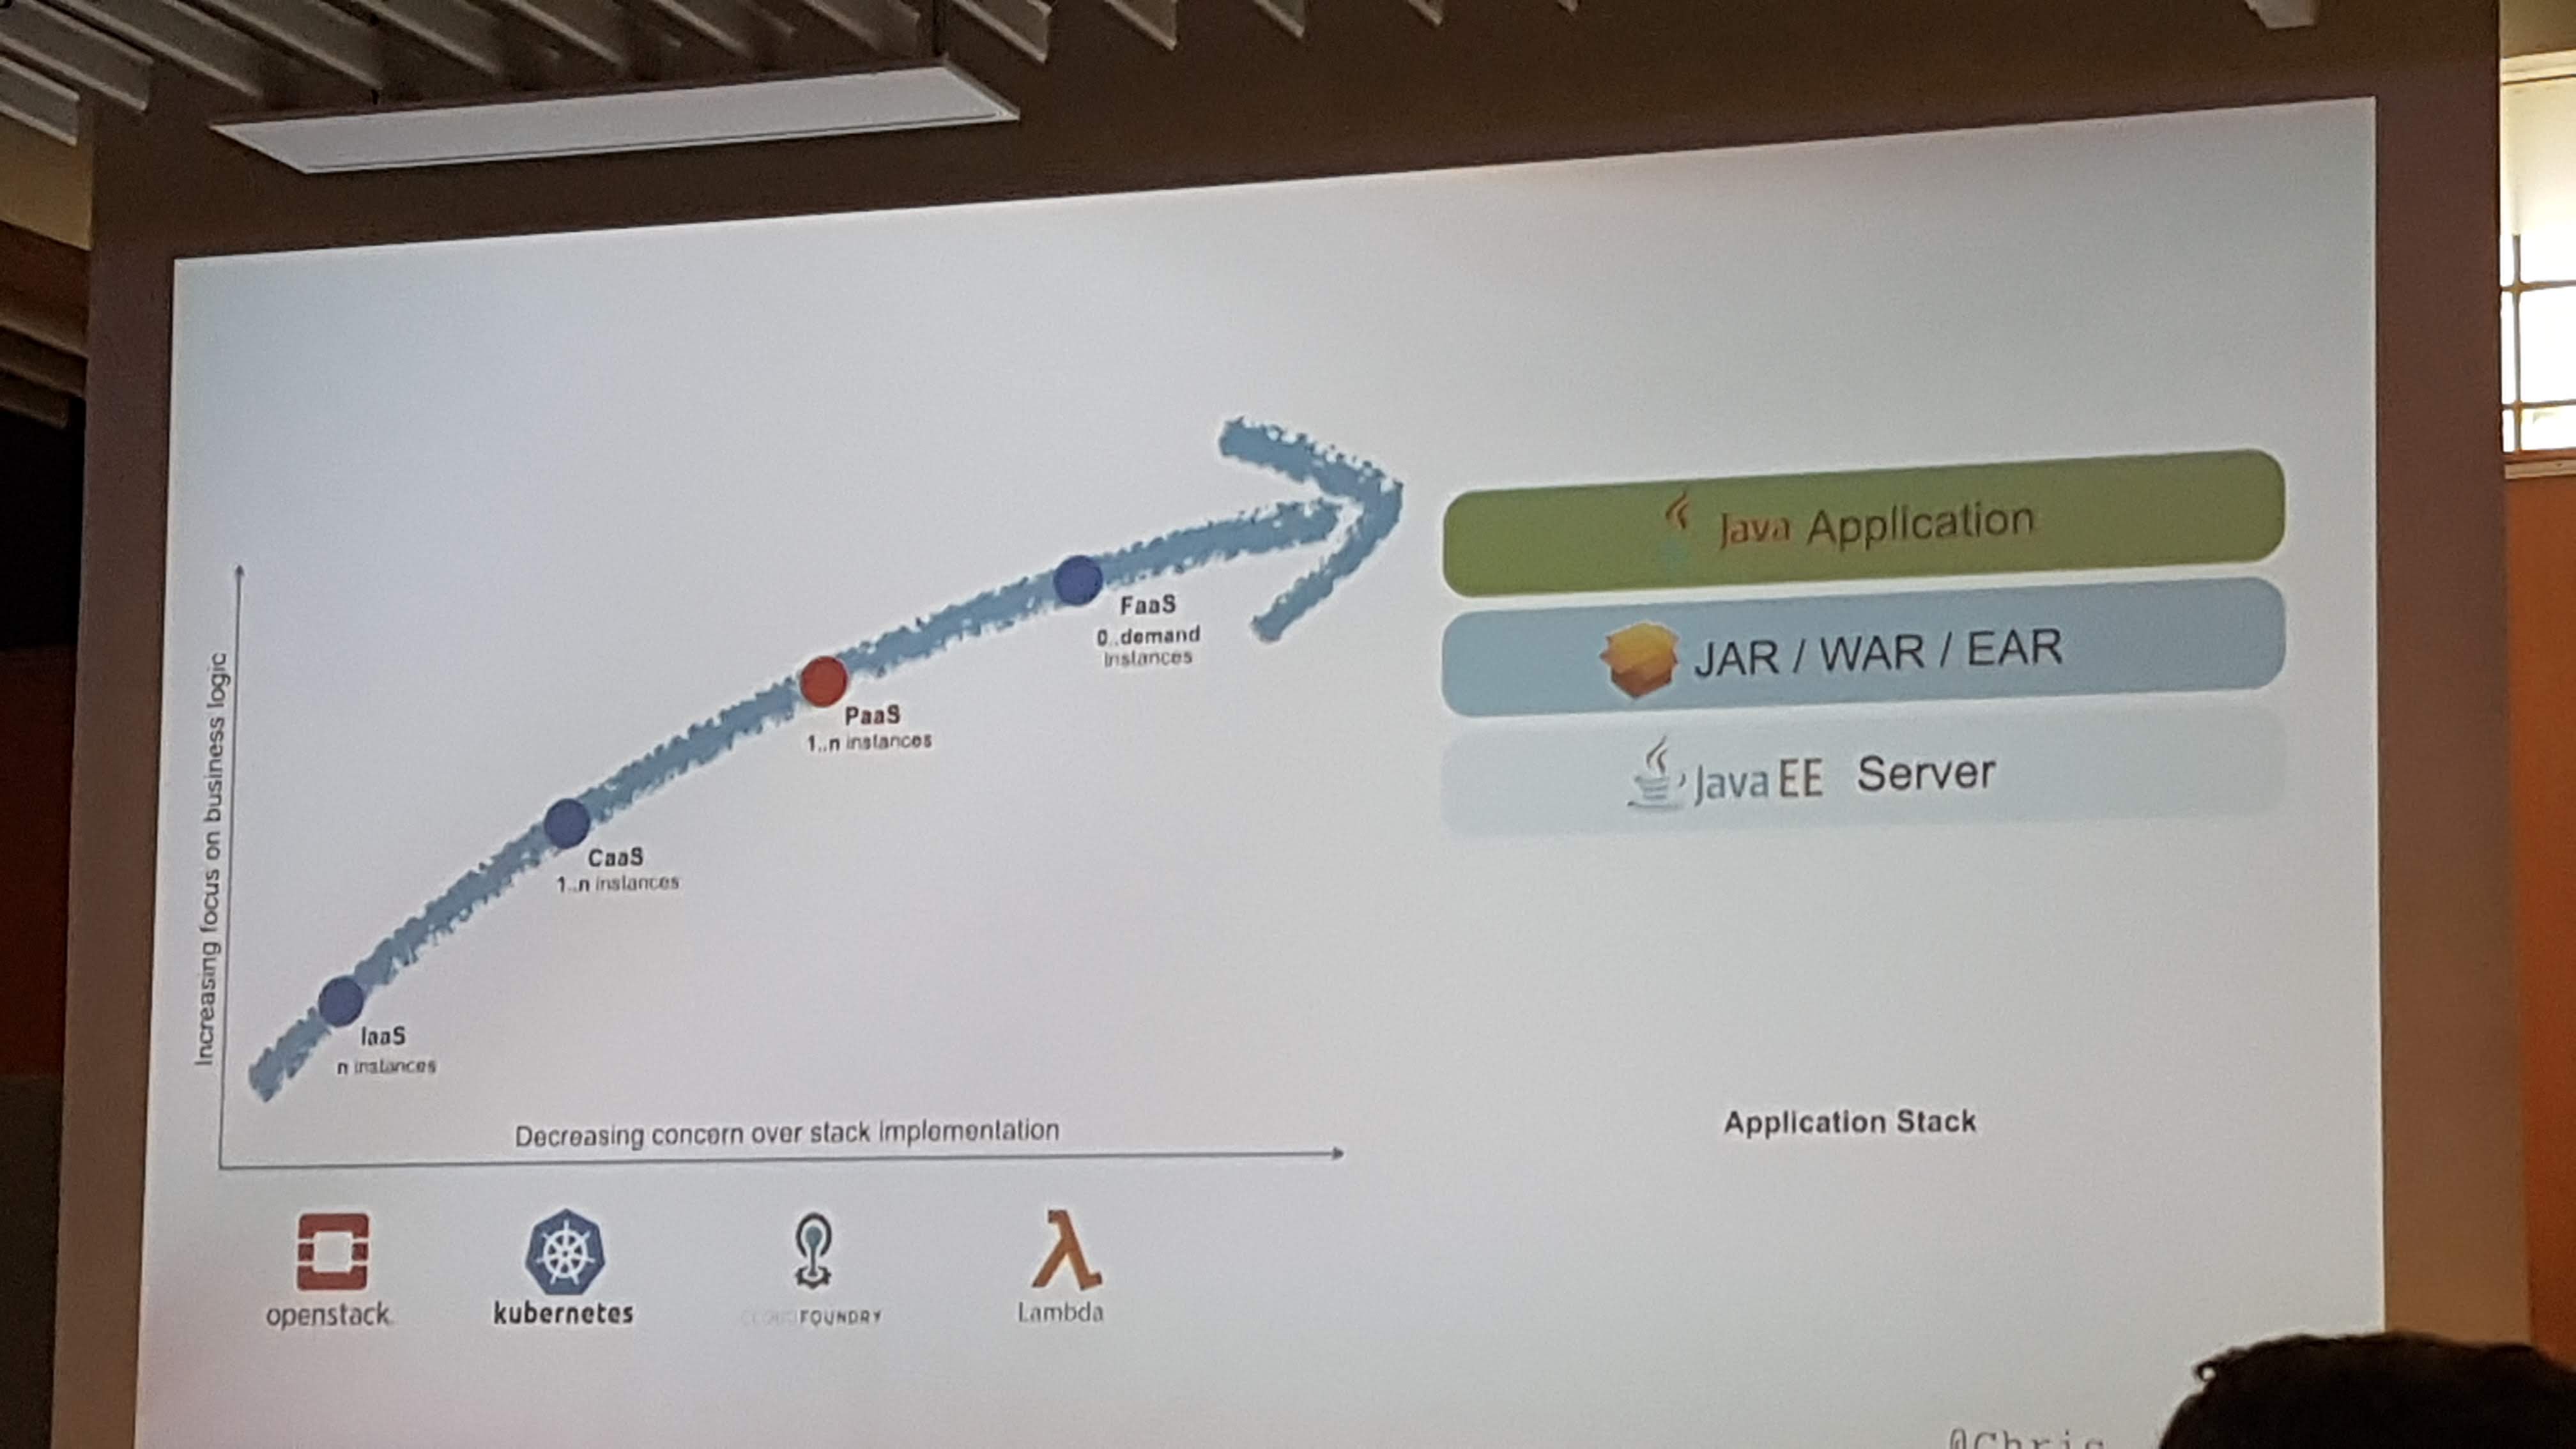 Increasing focus on business logic
FaaS
0..demand
instances
PaaS
1..n instances
CaaS
1..n instances
IaaS
n instances
Decreasing concern over stack implementation
openstack.
kubernetes
CLOUD FOUNDRY
Lambda
Java Application
JAR / WAR / EAR
Java EE Server
Application Stack
@Chris